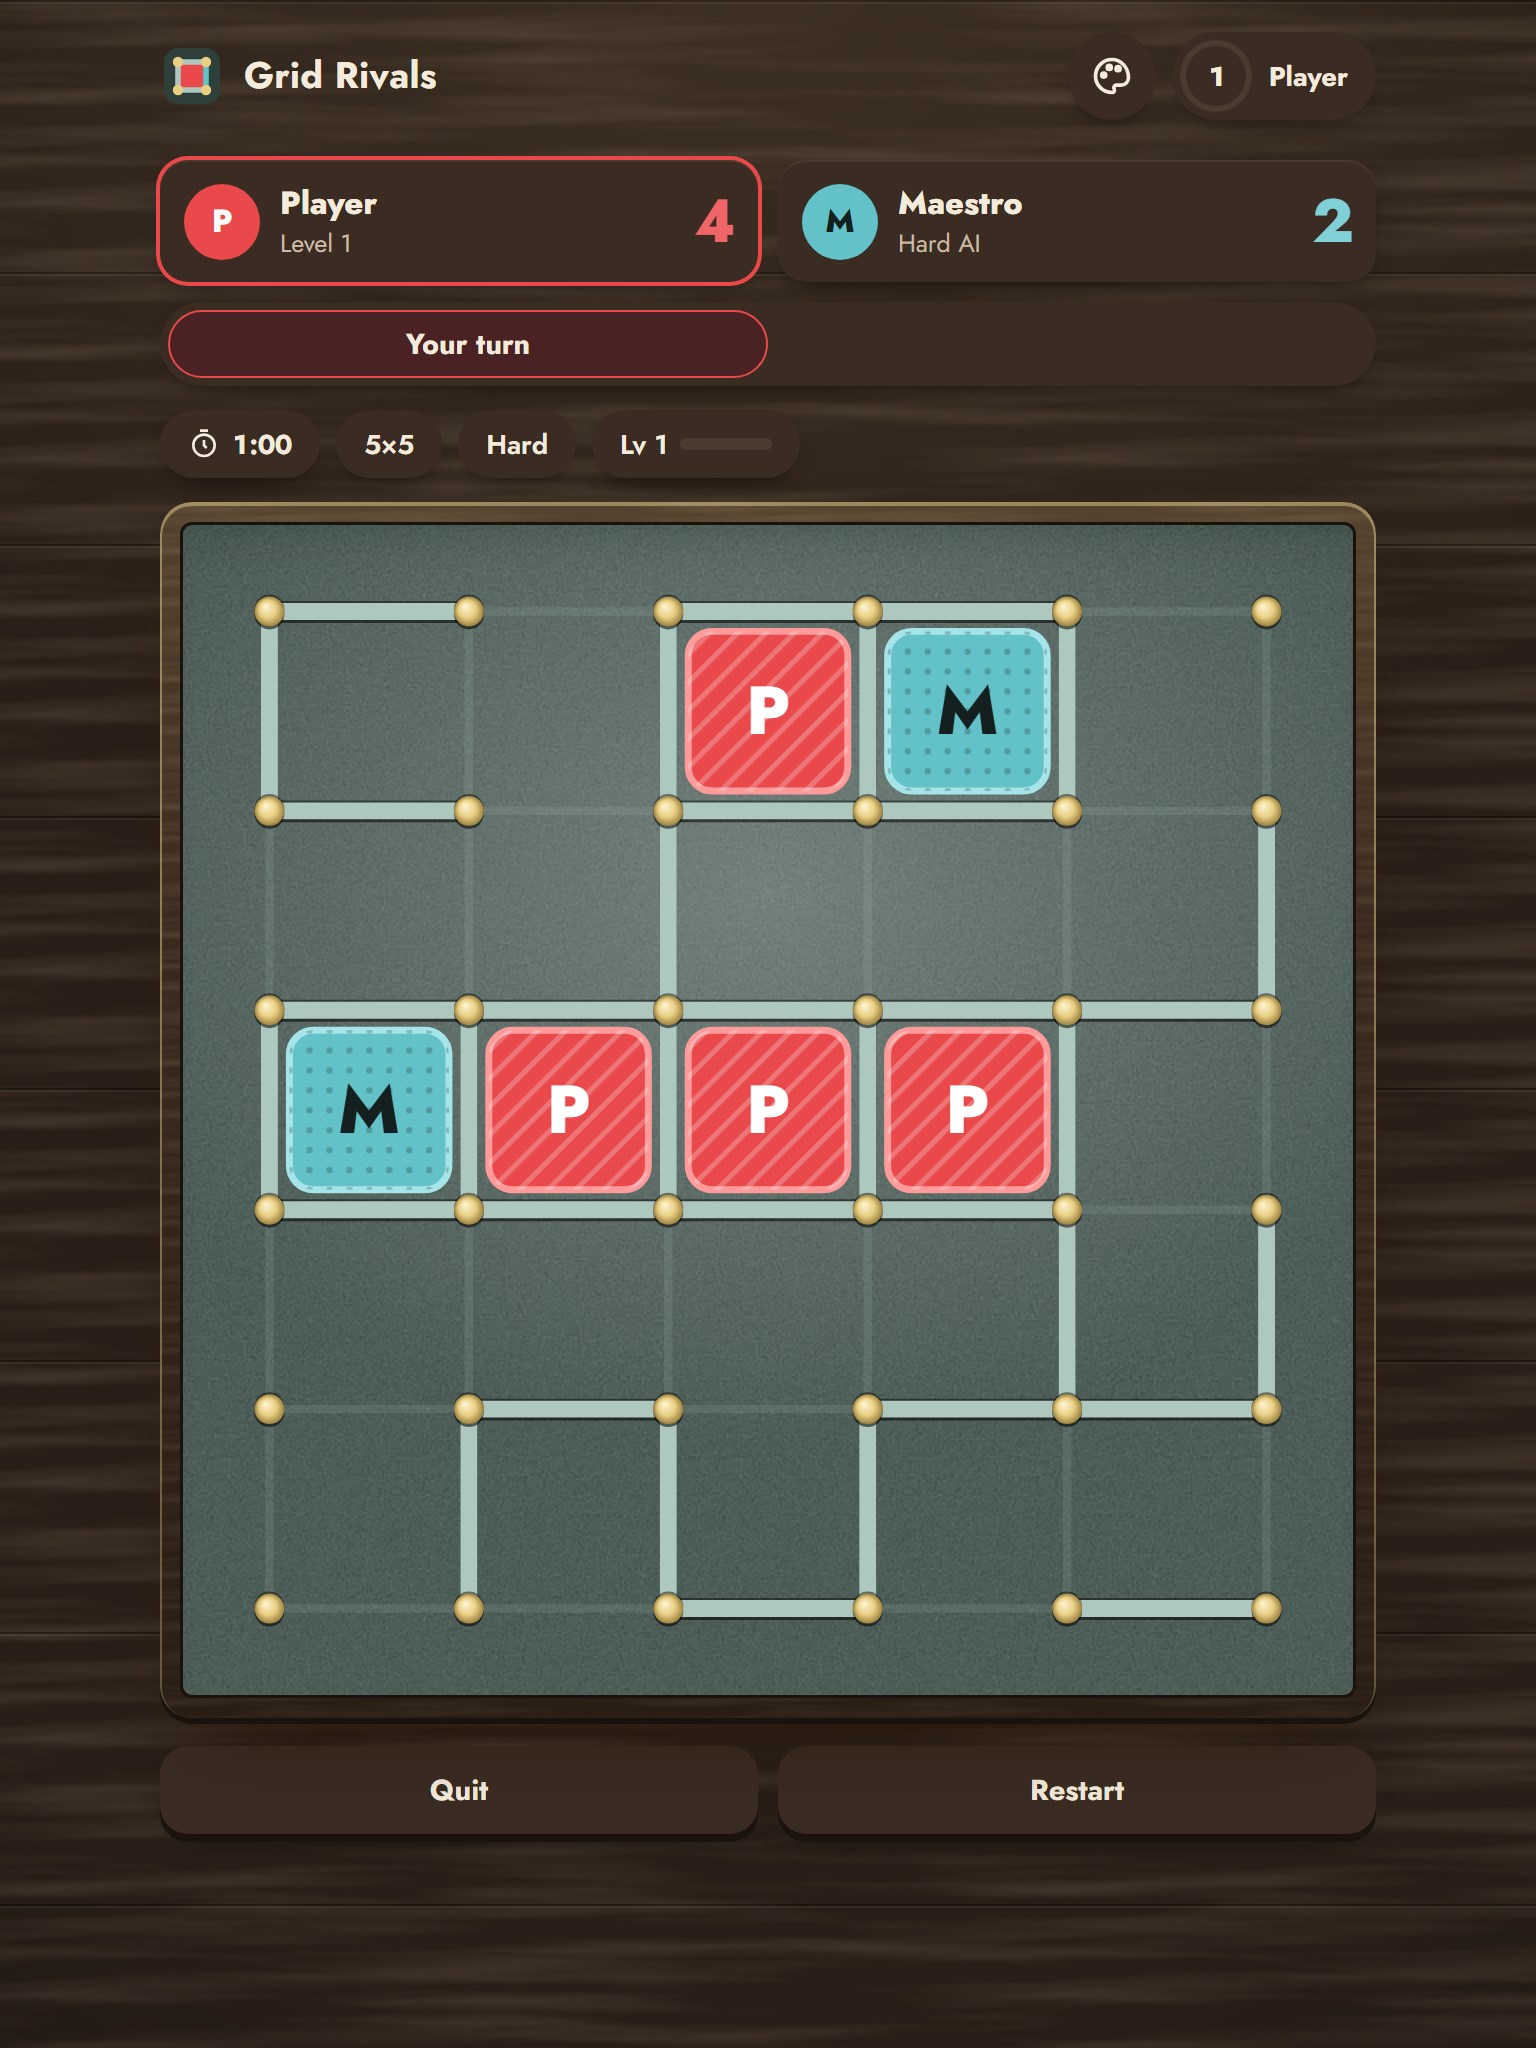 Grid Rivals
1 Player
P Player 4
Level 1
M Maestro 2
Hard AI
Your turn
1:00 5×5 Hard Lv 1
P M
M P P P
Quit Restart